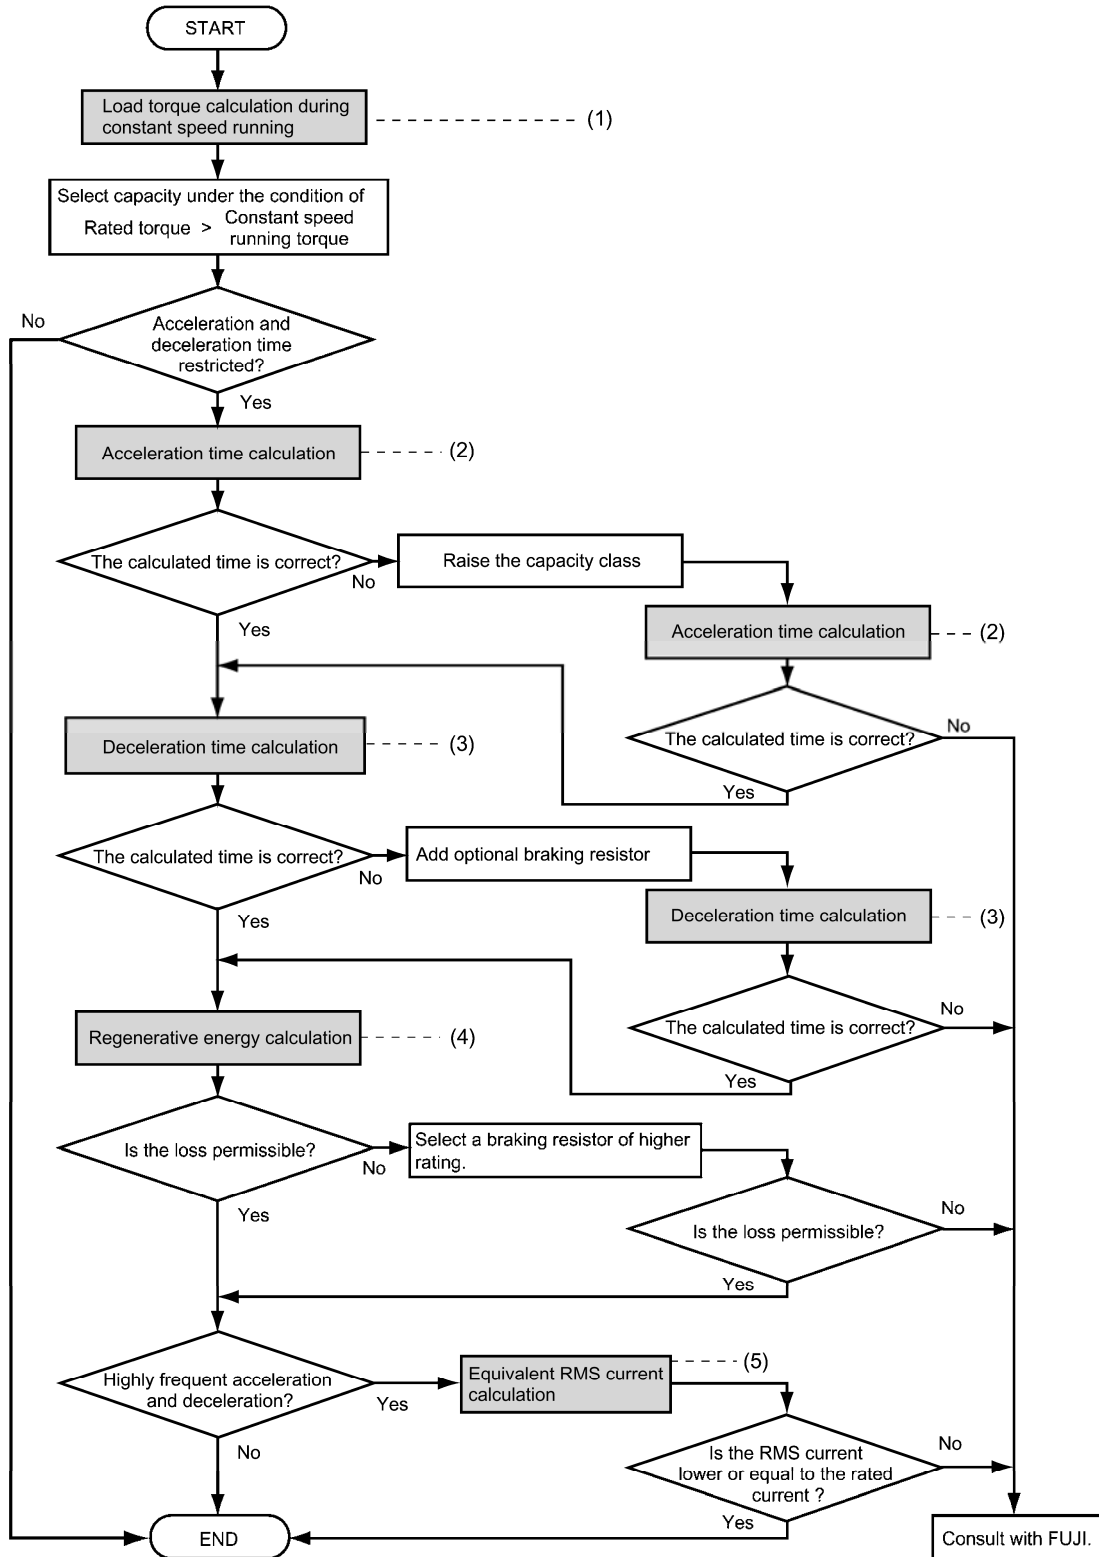 START
Load torque calculation during
constant speed running
(1)
Select capacity under the condition of
Rated torque > Constant speed
running torque
No
Acceleration and
deceleration time
restricted?
Yes
Acceleration time calculation
(2)
The calculated time is correct?
No
Raise the capacity class
Yes
Acceleration time calculation
(2)
Deceleration time calculation
(3)
The calculated time is correct?
No
Yes
The calculated time is correct?
No
Add optional braking resistor
Yes
Deceleration time calculation
(3)
Regenerative energy calculation
(4)
The calculated time is correct?
No
Yes
Is the loss permissible?
No
Select a braking resistor of higher
rating.
Yes
Is the loss permissible?
No
Yes
Highly frequent acceleration
and deceleration?
Yes
Equivalent RMS current
calculation
(5)
No
Is the RMS current
lower or equal to the rated
current ?
No
Yes
END
Consult with FUJI.